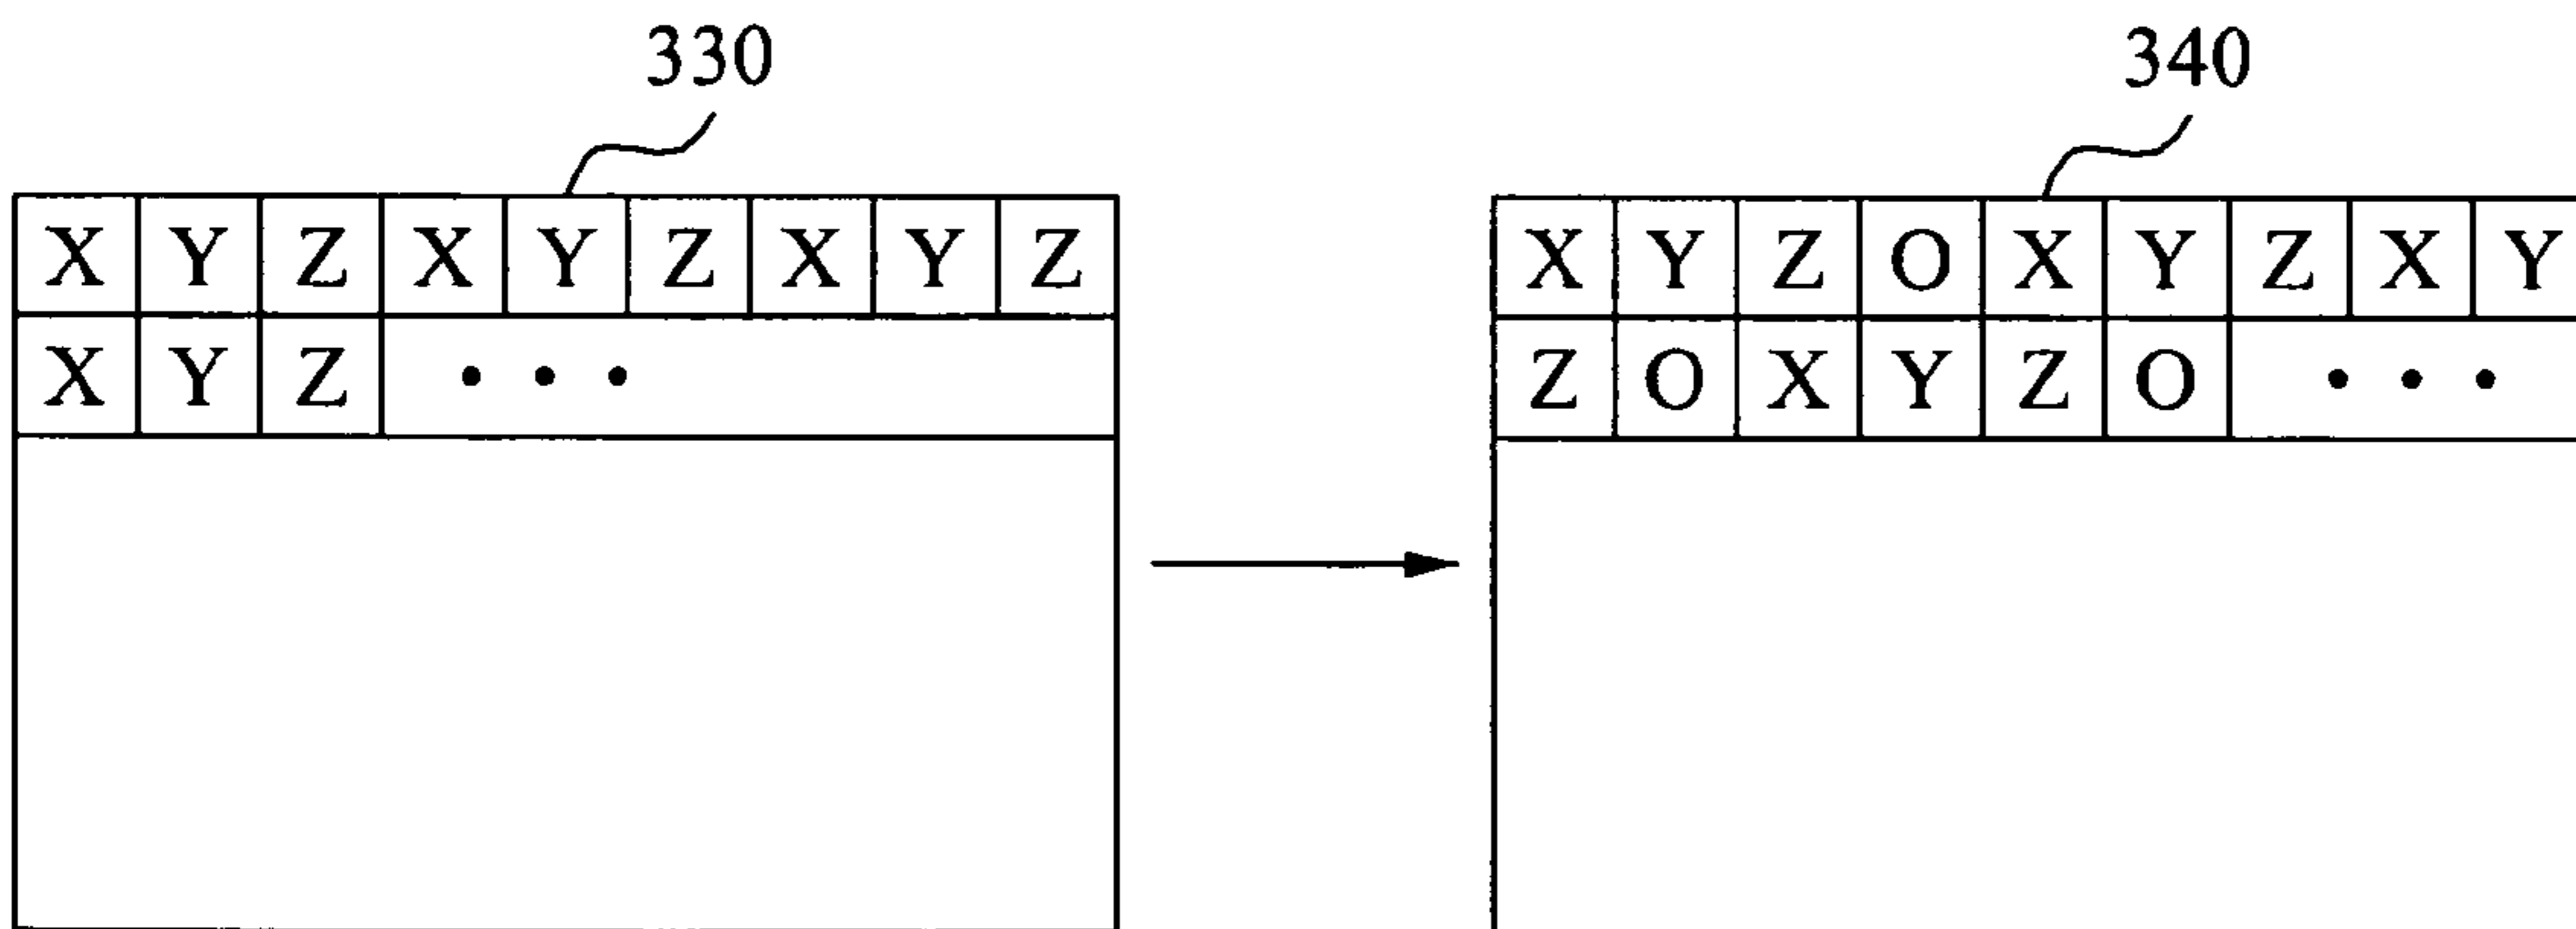 330 340
X Y Z X Y Z X Y Z
X Y Z • • •
X Y Z O X Y Z X Y
Z O X Y Z O • • •